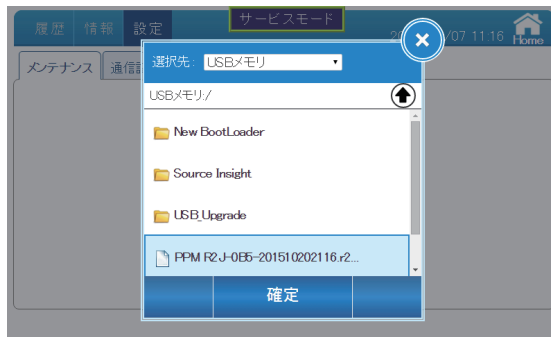 サービスモード
履歴 情報 設定
/07 11:16 Home
メンテナンス 通信
選択先: USBメモリ
USBメモリ:/
New BootLoader
Source Insight
USB_Upgrade
PPM R2J-0B5-201510202116.r2...
確定